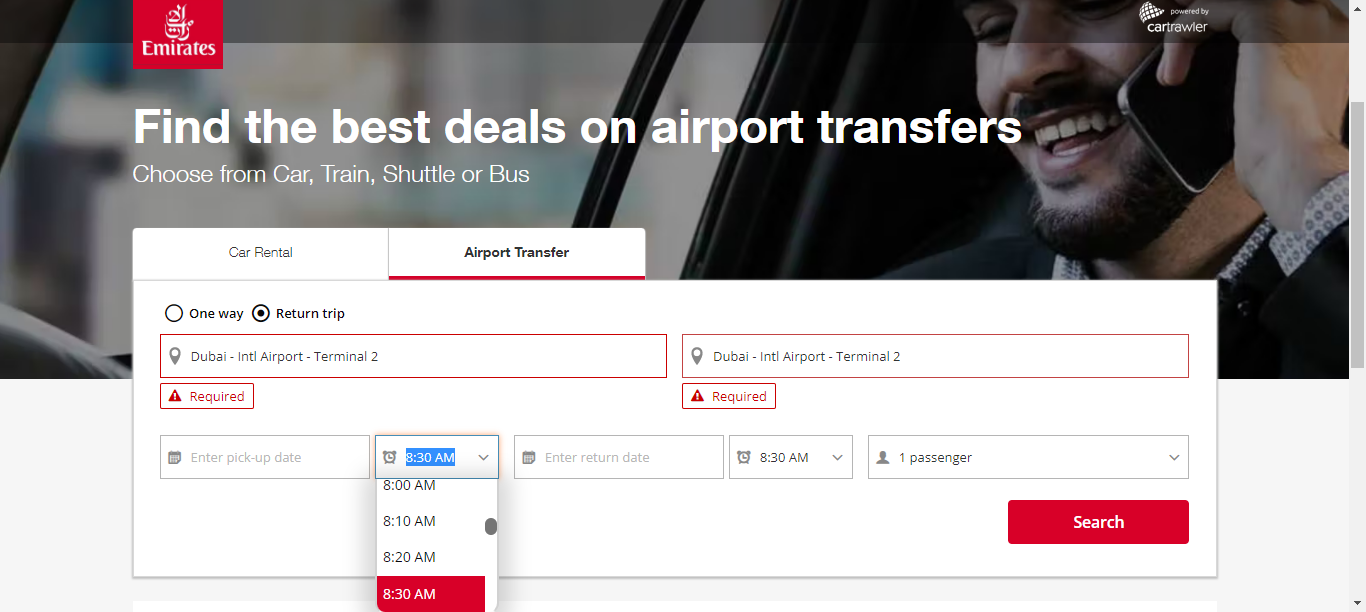 الإمارات
Emirates
powered by
cartrawler
Find the best deals on airport transfers
Choose from Car, Train, Shuttle or Bus
Car Rental
Airport Transfer
One way
Return trip
Dubai - Intl Airport - Terminal 2
Dubai - Intl Airport - Terminal 2
Required
Required
Enter pick-up date
8:30 AM
Enter return date
8:30 AM
1 passenger
8:00 AM
8:10 AM
8:20 AM
8:30 AM
Search